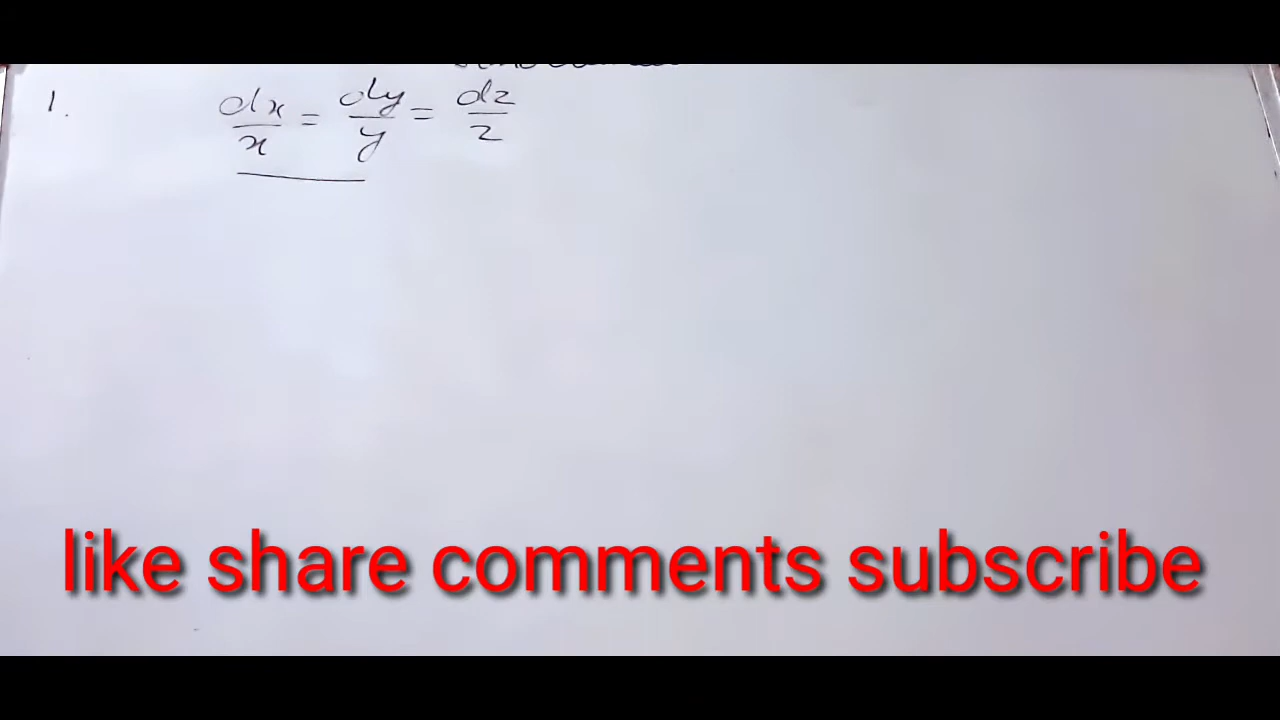 1. dx/x = dy/y = dz/z
like share comments subscribe